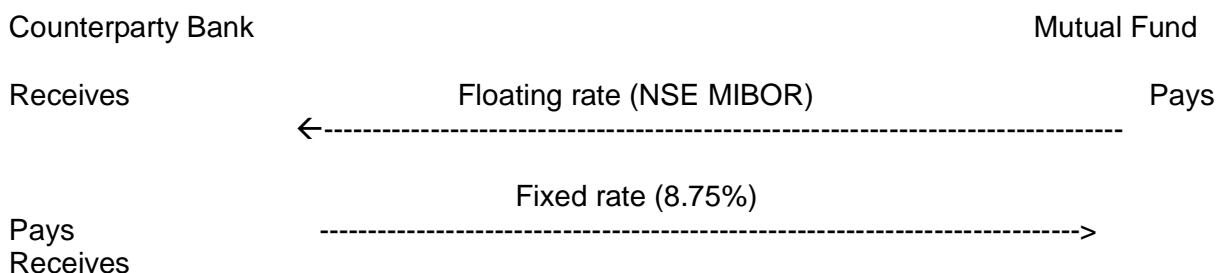 Counterparty Bank Mutual Fund
Receives Floating rate (NSE MIBOR) Pays
←-----------------------------------------------------------------------------------
Fixed rate (8.75%)
Pays ------------------------------------------------------------------------------->
Receives